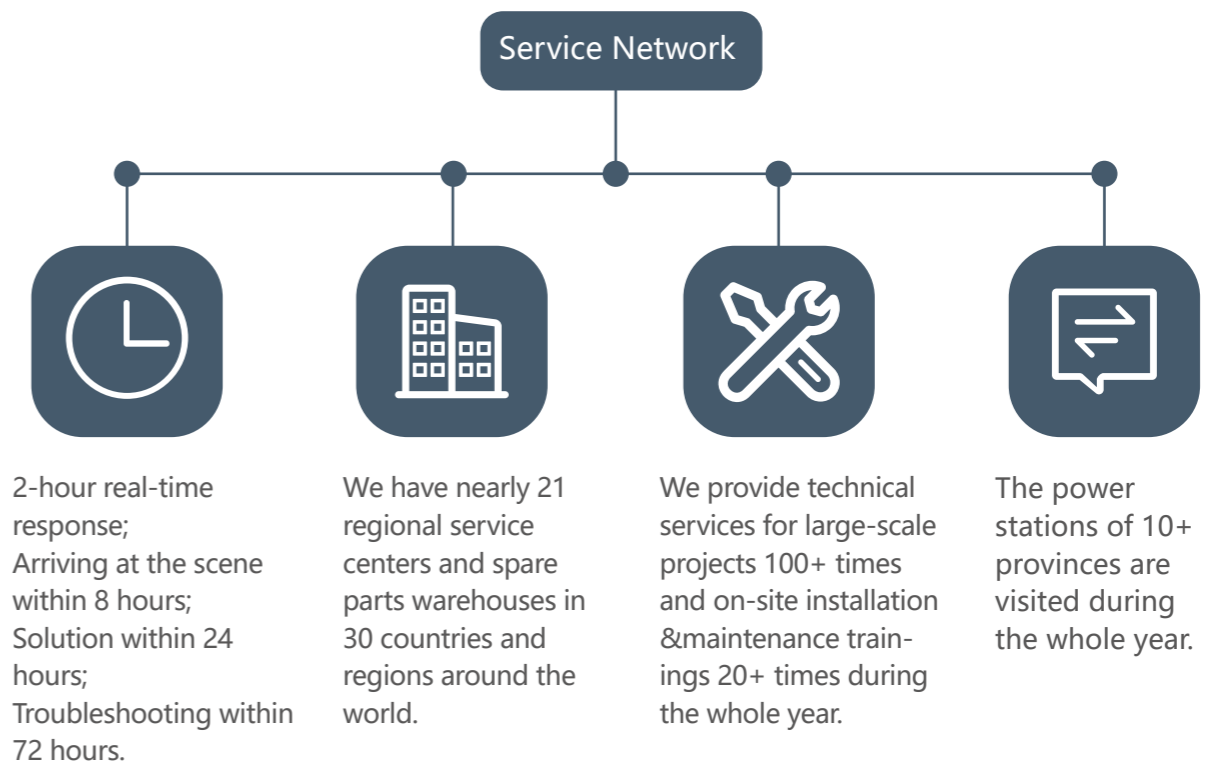 Service Network
2-hour real-time
response;
Arriving at the scene
within 8 hours;
Solution within 24
hours;
Troubleshooting within
72 hours.
We have nearly 21
regional service
centers and spare
parts warehouses in
30 countries and
regions around the
world.
We provide technical
services for large-scale
projects 100+ times
and on-site installation
&maintenance train-
ings 20+ times during
the whole year.
The power
stations of 10+
provinces are
visited during
the whole year.